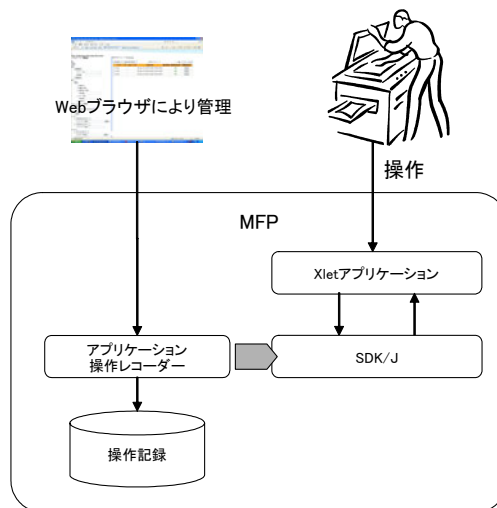 Webブラウザにより管理
操作
MFP
Xletアプリケーション
アプリケーション
操作レコーダー
SDK/J
操作記録